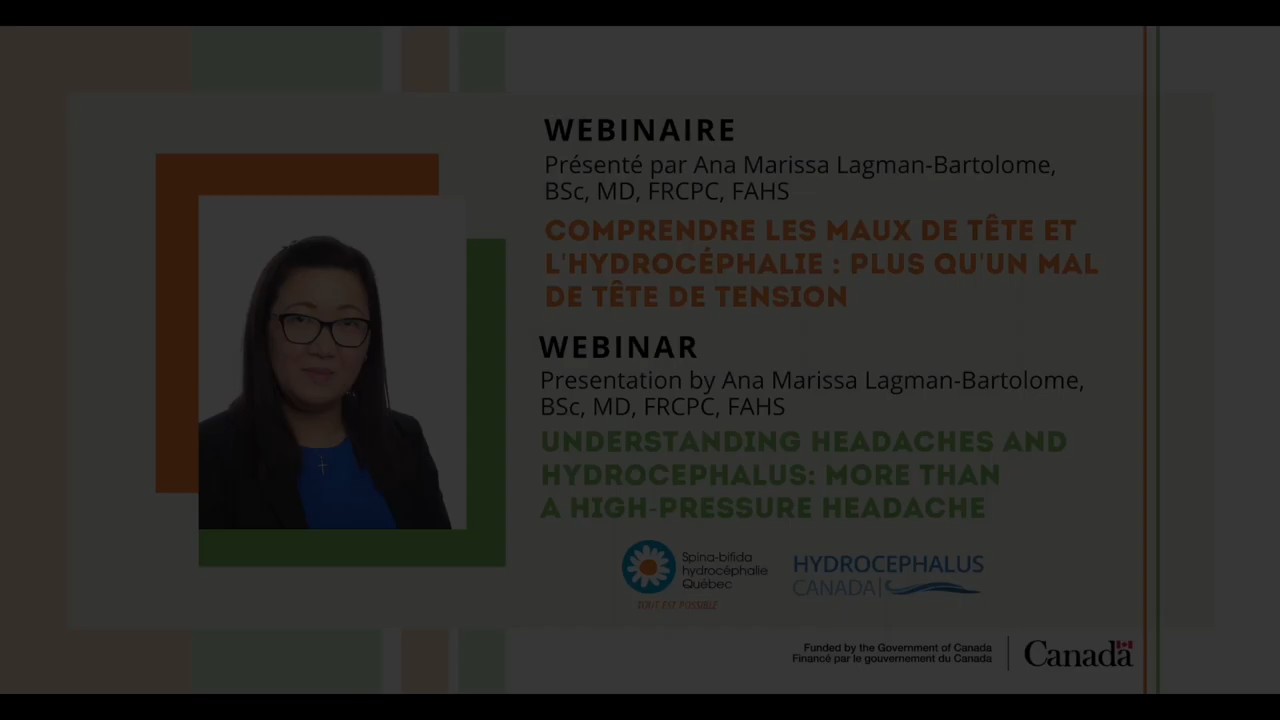 WEBINAIRE
Présenté par Ana Marissa Lagman-Bartolome,
BSc, MD, FRCPC, FAHS
COMPRENDRE LES MAUX DE TÊTE ET
L'HYDROCÉPHALIE : PLUS QU'UN MAL
DE TÊTE DE TENSION
WEBINAR
Presentation by Ana Marissa Lagman-Bartolome,
BSc, MD, FRCPC, FAHS
UNDERSTANDING HEADACHES AND
HYDROCEPHALUS: MORE THAN
A HIGH-PRESSURE HEADACHE
Spina-bifida
hydrocéphalie
Québec
TOUT EST POSSIBLE
HYDROCEPHALUS
CANADA
Funded by the Government of Canada
Financé par le gouvernement du Canada
Canada